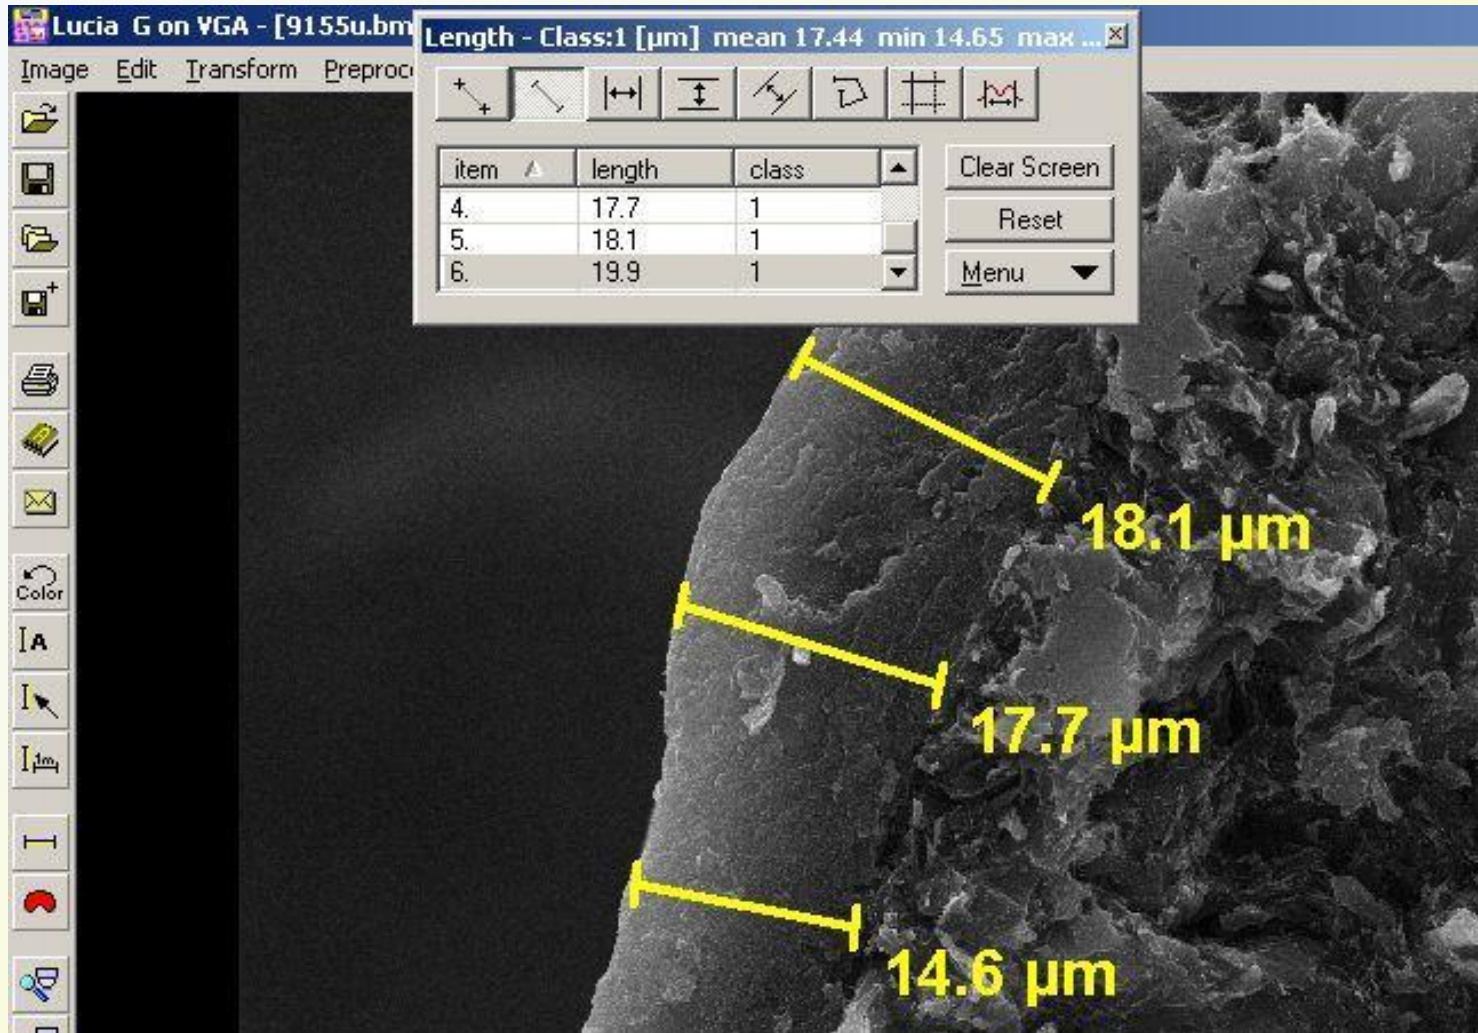 Lucia G on VGA - [9155u.bm
Length - Class:1 [µm] mean 17.44 min 14.65 max ...
Image Edit Transform Preproc
item length class
4. 17.7 1
5. 18.1 1
6. 19.9 1
Clear Screen
Reset
Menu
Color
A
1m
18.1 µm
17.7 µm
14.6 µm